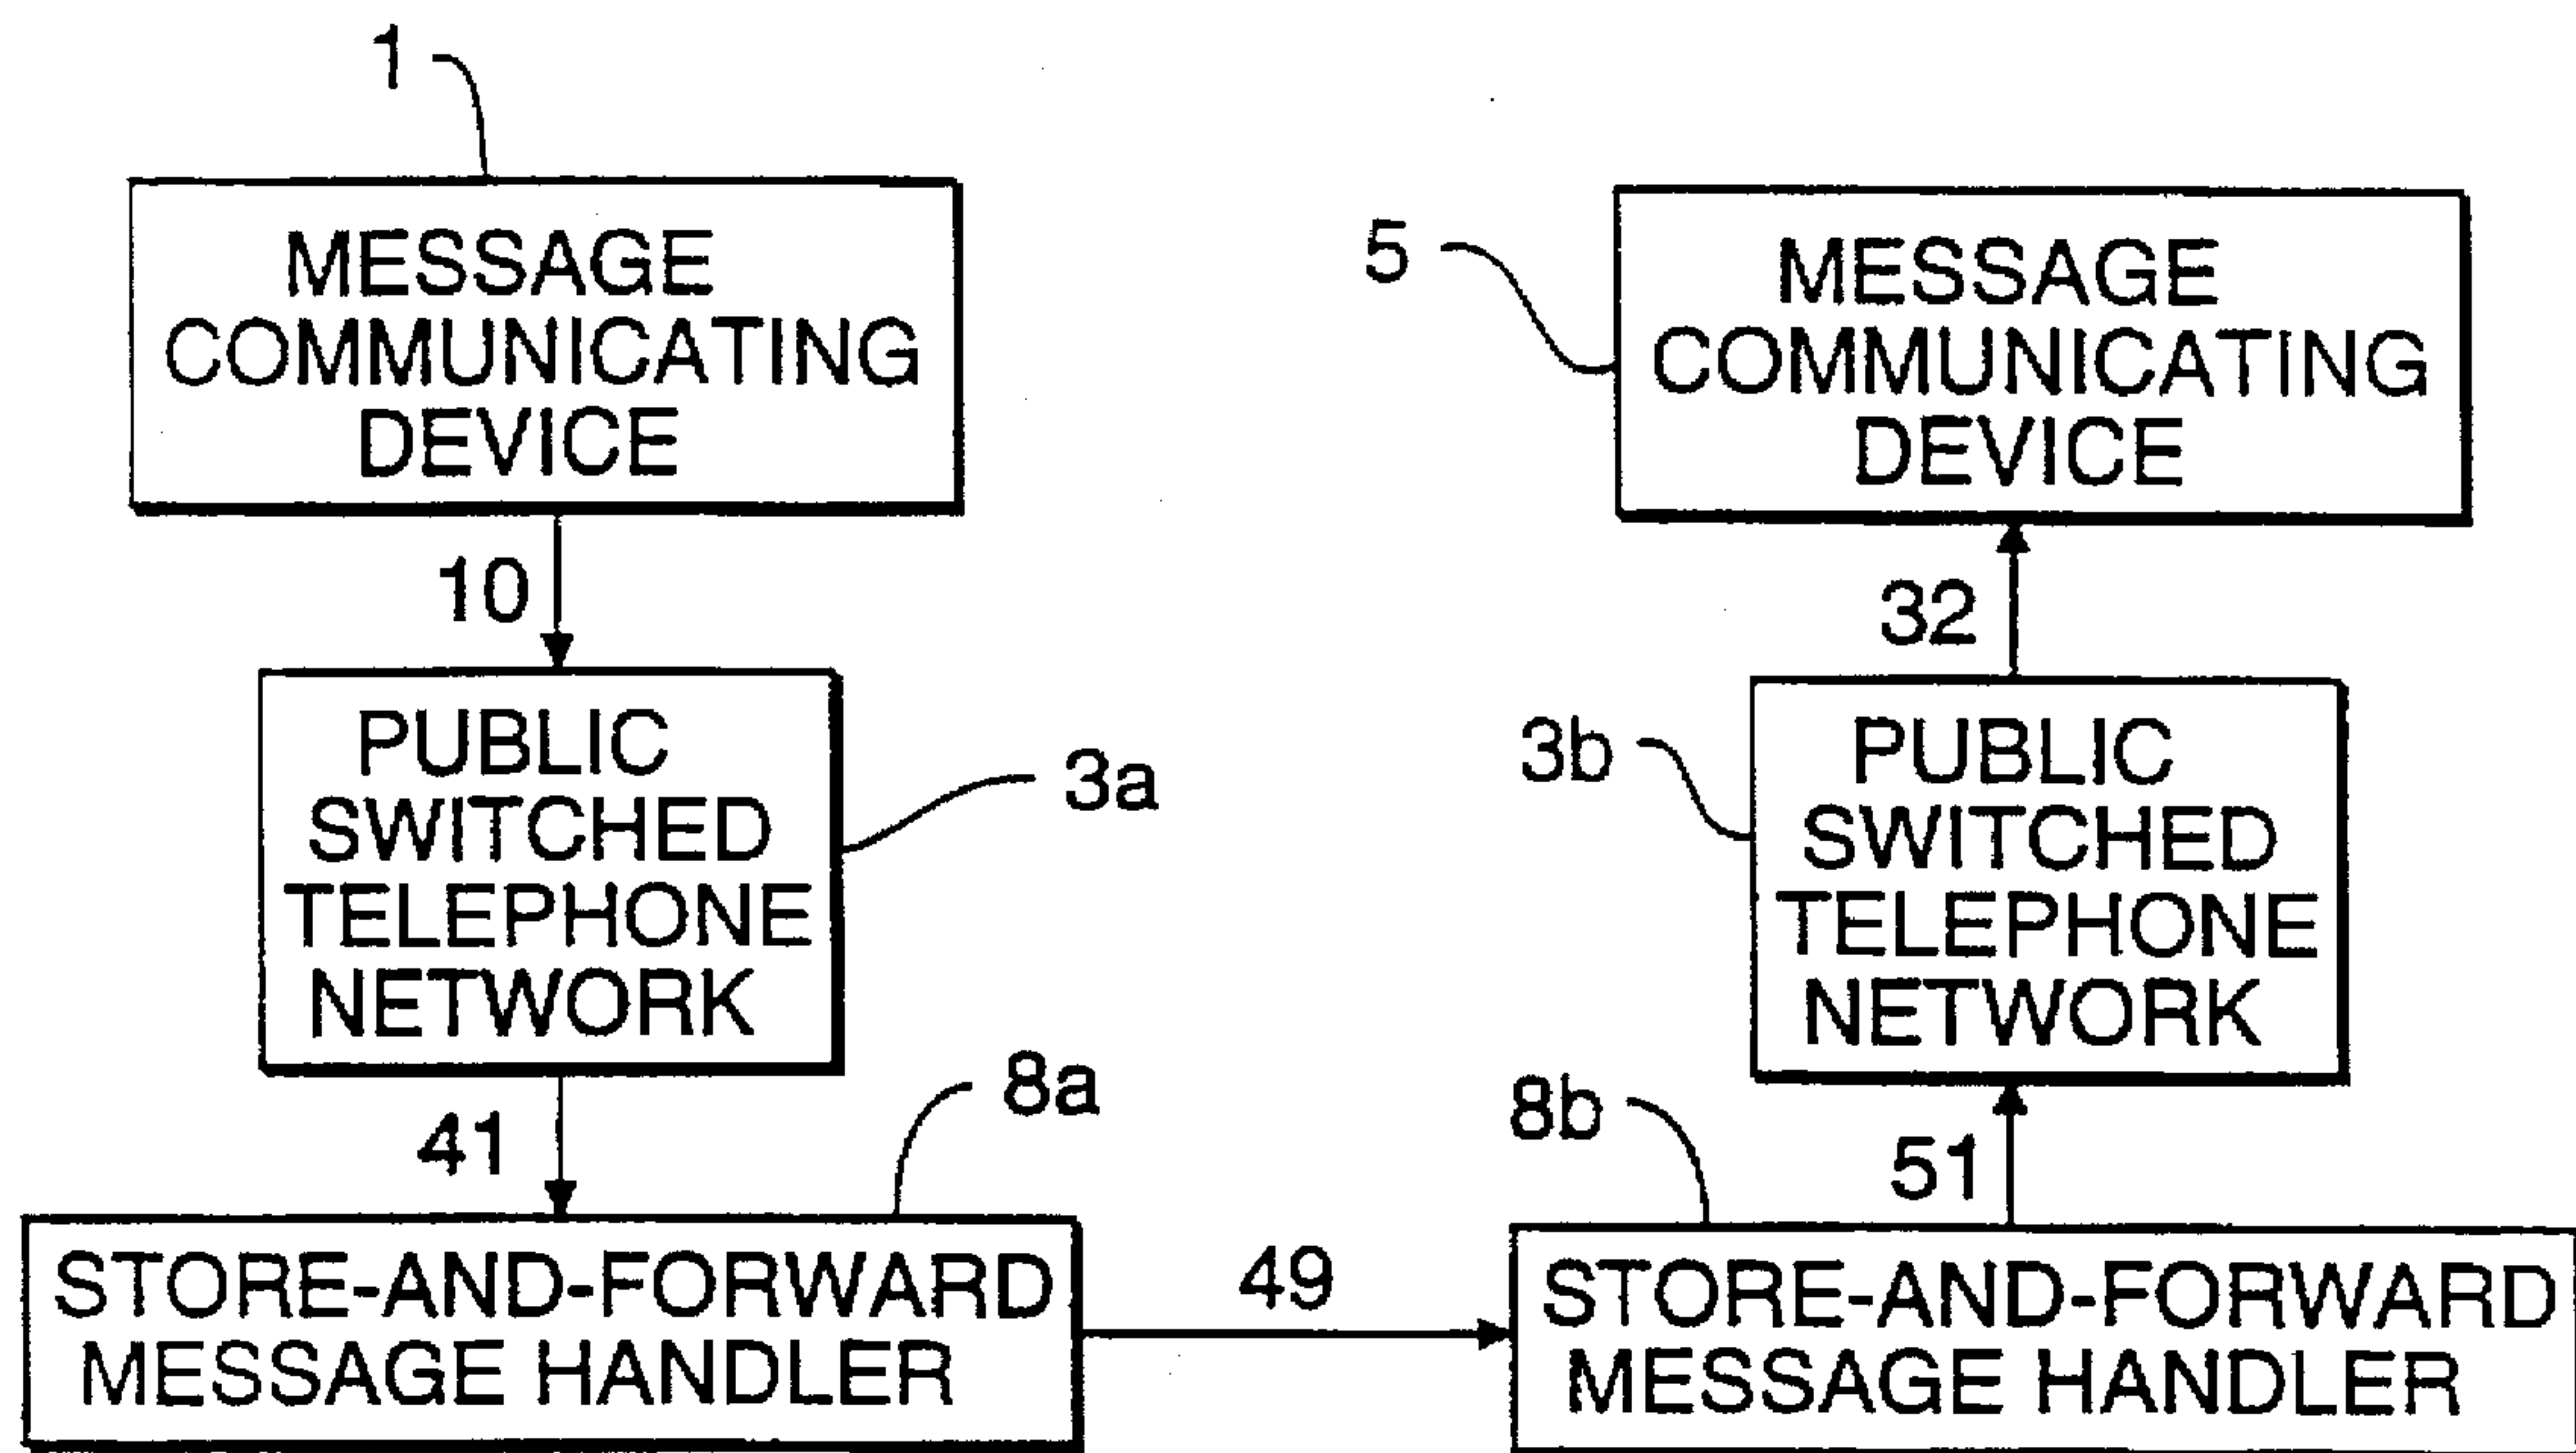 1
MESSAGE
COMMUNICATING
DEVICE
10
PUBLIC
SWITCHED
TELEPHONE
NETWORK
3a
41
8a
STORE-AND-FORWARD
MESSAGE HANDLER
49
5
MESSAGE
COMMUNICATING
DEVICE
32
3b
PUBLIC
SWITCHED
TELEPHONE
NETWORK
8b
51
STORE-AND-FORWARD
MESSAGE HANDLER